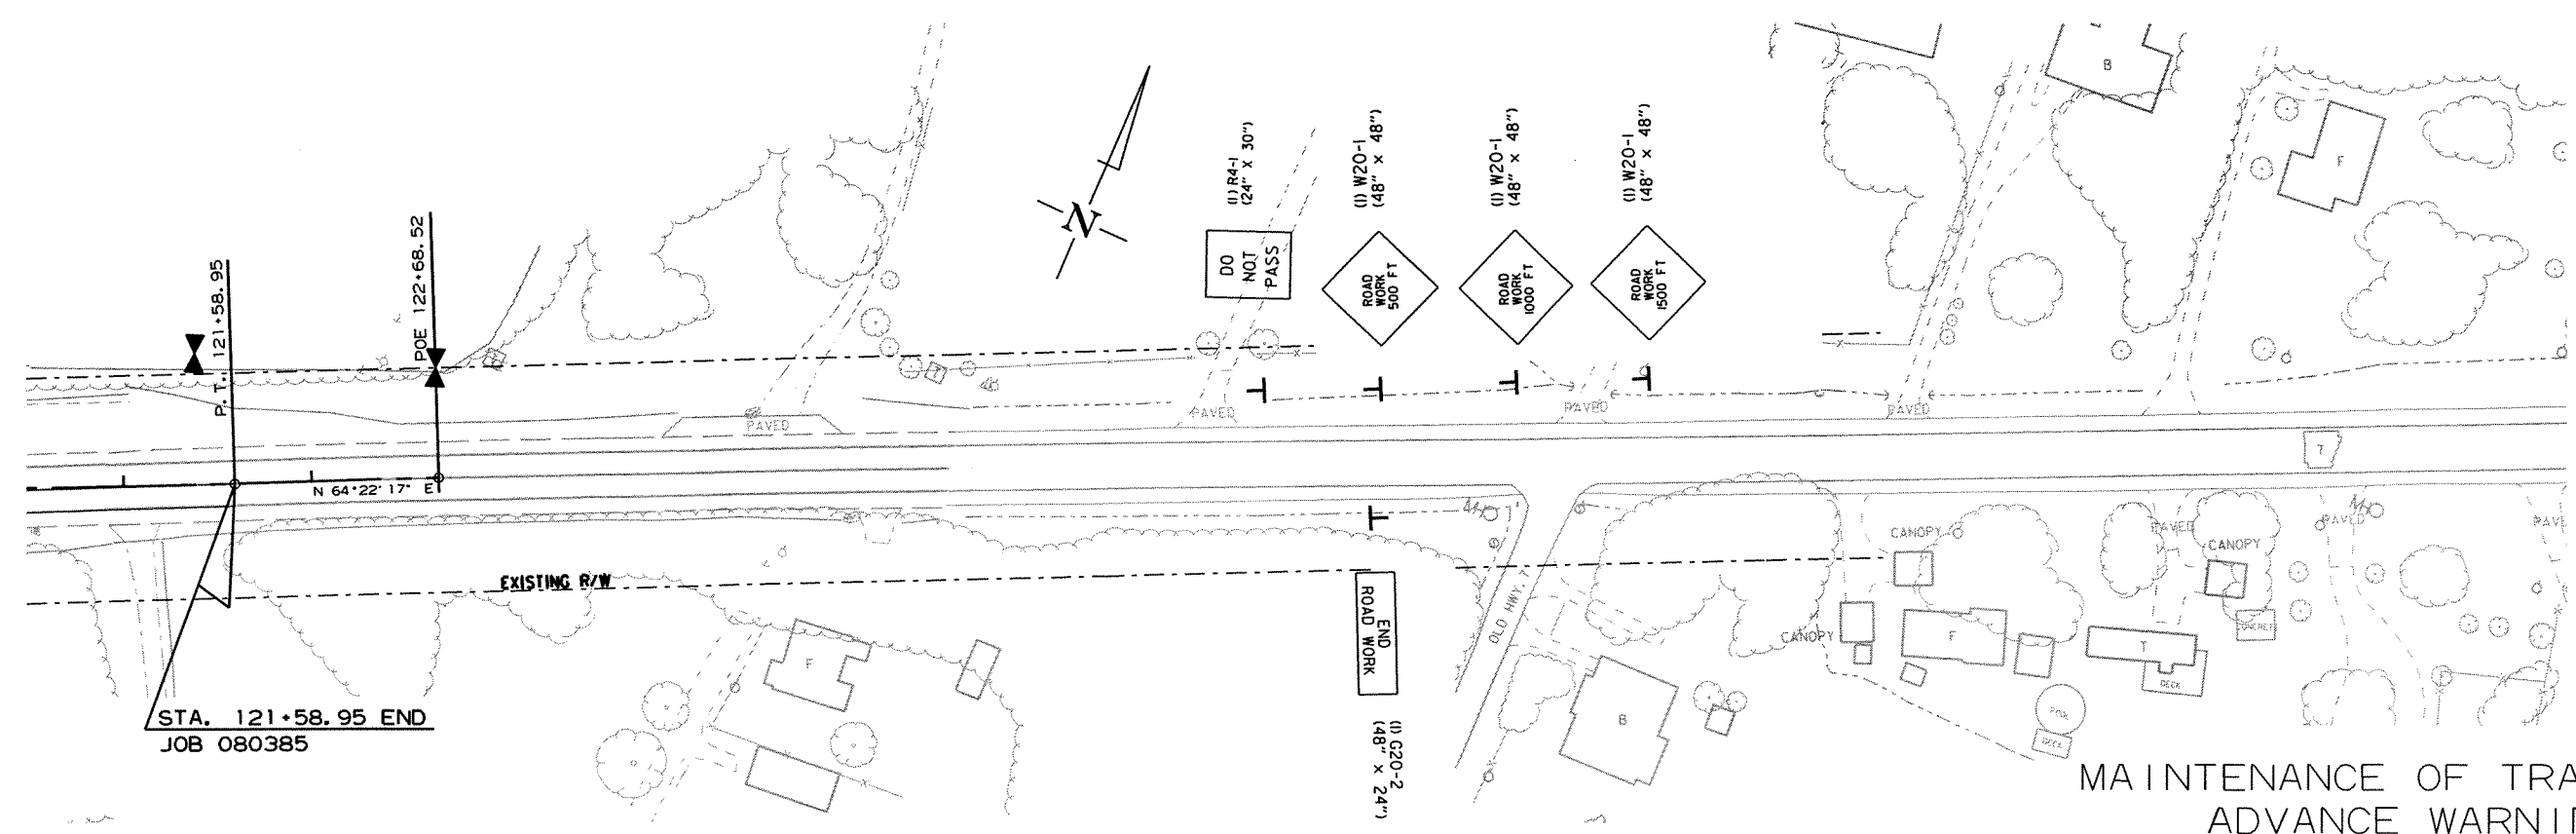 P.T. 121+58.95
POE 122+68.52
N 64°22'17" E
STA. 121+58.95 END
JOB 080385
EXISTING R/W
N
(1) R4-1
(24" X 30")
DO
NOT
PASS
(1) W20-1
(48" x 48")
ROAD
WORK
500 FT
(1) W20-1
(48" x 48")
ROAD
WORK
1000 FT
(1) W20-1
(48" x 48")
ROAD
WORK
1500 FT
B
F
PAVED
PAVED
PAVED
PAVED
T
END
ROAD WORK
(1) G20-2
(48" x 24")
OLD HWY. 7
F
B
CANOPY
CANOPY
F
PAVED
CANOPY
T
DECK
CONCRETE
POOL
DECK
PAVED
PAVE
MAINTENANCE OF TRA
ADVANCE WARNI